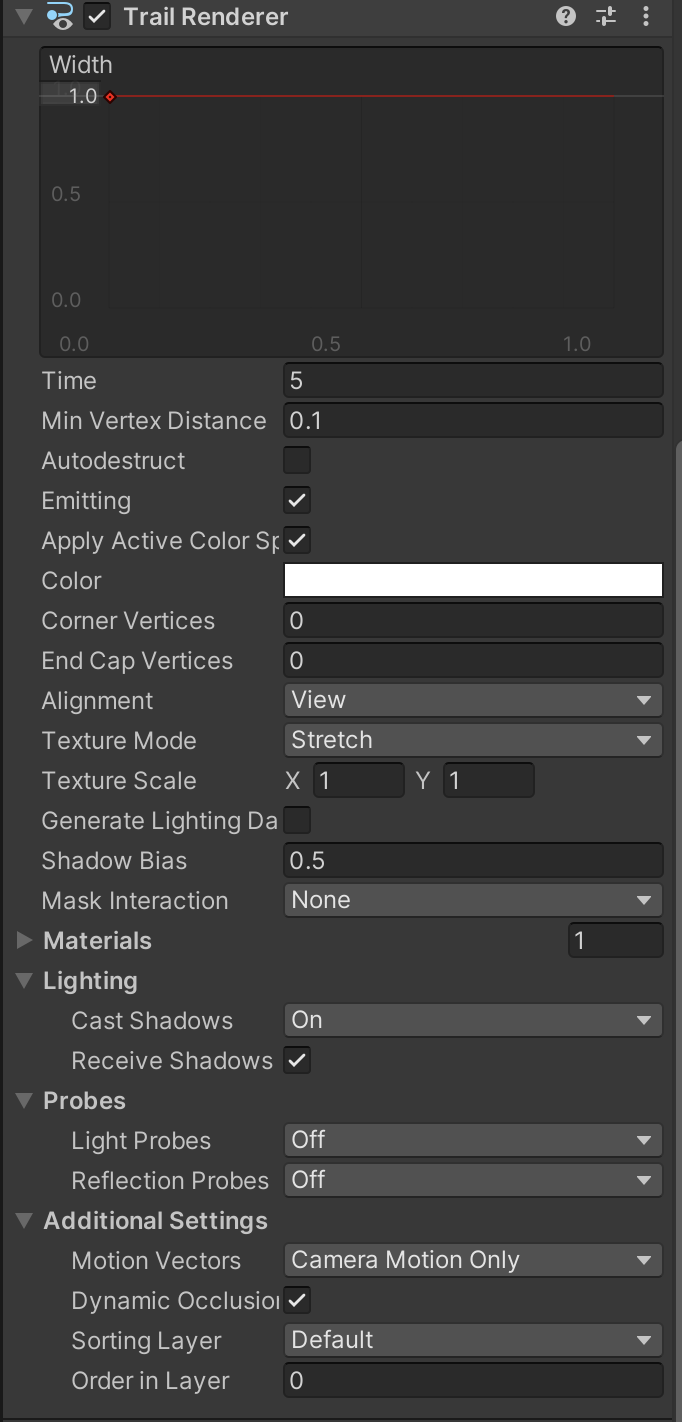 Trail Renderer
Width
1.0
0.5
0.0
0.0 0.5 1.0
Time 5
Min Vertex Distance 0.1
Autodestruct
Emitting
Apply Active Color Sp
Color
Corner Vertices 0
End Cap Vertices 0
Alignment View
Texture Mode Stretch
Texture Scale X 1 Y 1
Generate Lighting Da
Shadow Bias 0.5
Mask Interaction None
Materials 1
Lighting
Cast Shadows On
Receive Shadows
Probes
Light Probes Off
Reflection Probes Off
Additional Settings
Motion Vectors Camera Motion Only
Dynamic Occlusion
Sorting Layer Default
Order in Layer 0